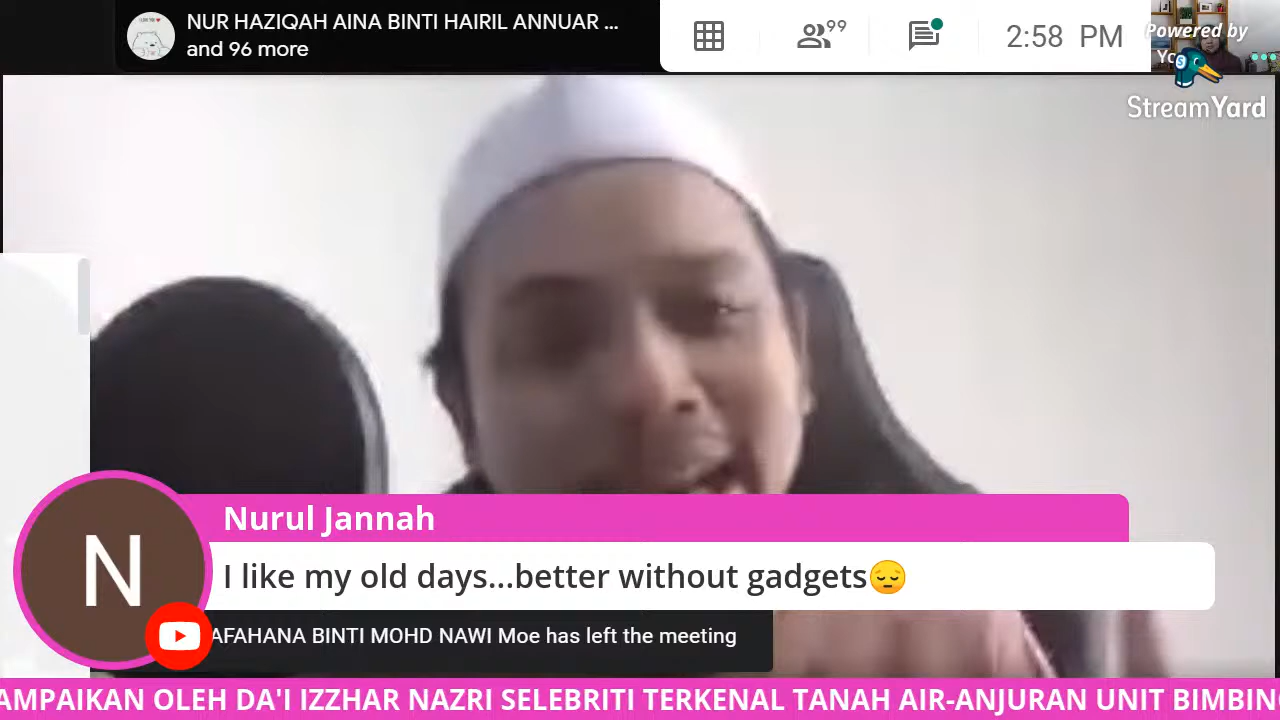 NUR HAZIQAH AINA BINTI HAIRIL ANNUAR ...
and 96 more
99
2:58 PM
Powered by
StreamYard
Nurul Jannah
N
I like my old days...better without gadgets😔
AFAHANA BINTI MOHD NAWI Moe has left the meeting
AMPAIKAN OLEH DA'I IZZHAR NAZRI SELEBRITI TERKENAL TANAH AIR-ANJURAN UNIT BIMBIN